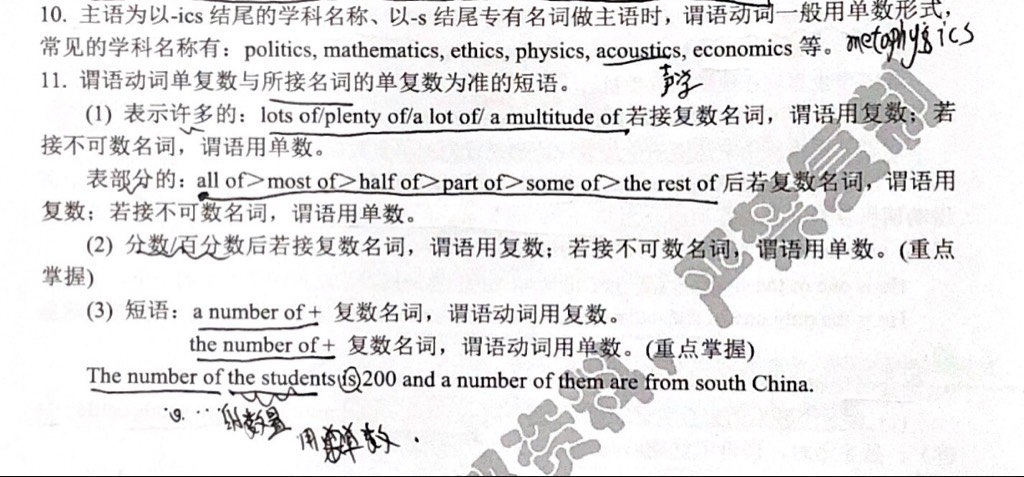 10. 主语为以-ics 结尾的学科名称、以-s 结尾专有名词做主语时，谓语动词一般用单数形式，
常见的学科名称有：politics, mathematics, ethics, physics, acoustics, economics 等。metaphysics
声学
11. 谓语动词单复数与所接名词的单复数为准的短语。
(1) 表示许多的：lots of/plenty of/a lot of/ a multitude of 若接复数名词，谓语用复数；若
接不可数名词，谓语用单数。
表部分的：all of>most of>half of>part of>some of>the rest of 后若复数名词，谓语用
复数；若接不可数名词，谓语用单数。
(2) 分数/百分数后若接复数名词，谓语用复数；若接不可数名词，谓语用单数。(重点
掌握)
(3) 短语：a number of + 复数名词，谓语动词用复数。
the number of + 复数名词，谓语动词用单数。(重点掌握)
The number of the students is 200 and a number of them are from south China.
的数量
用单数.
资料，严禁复制